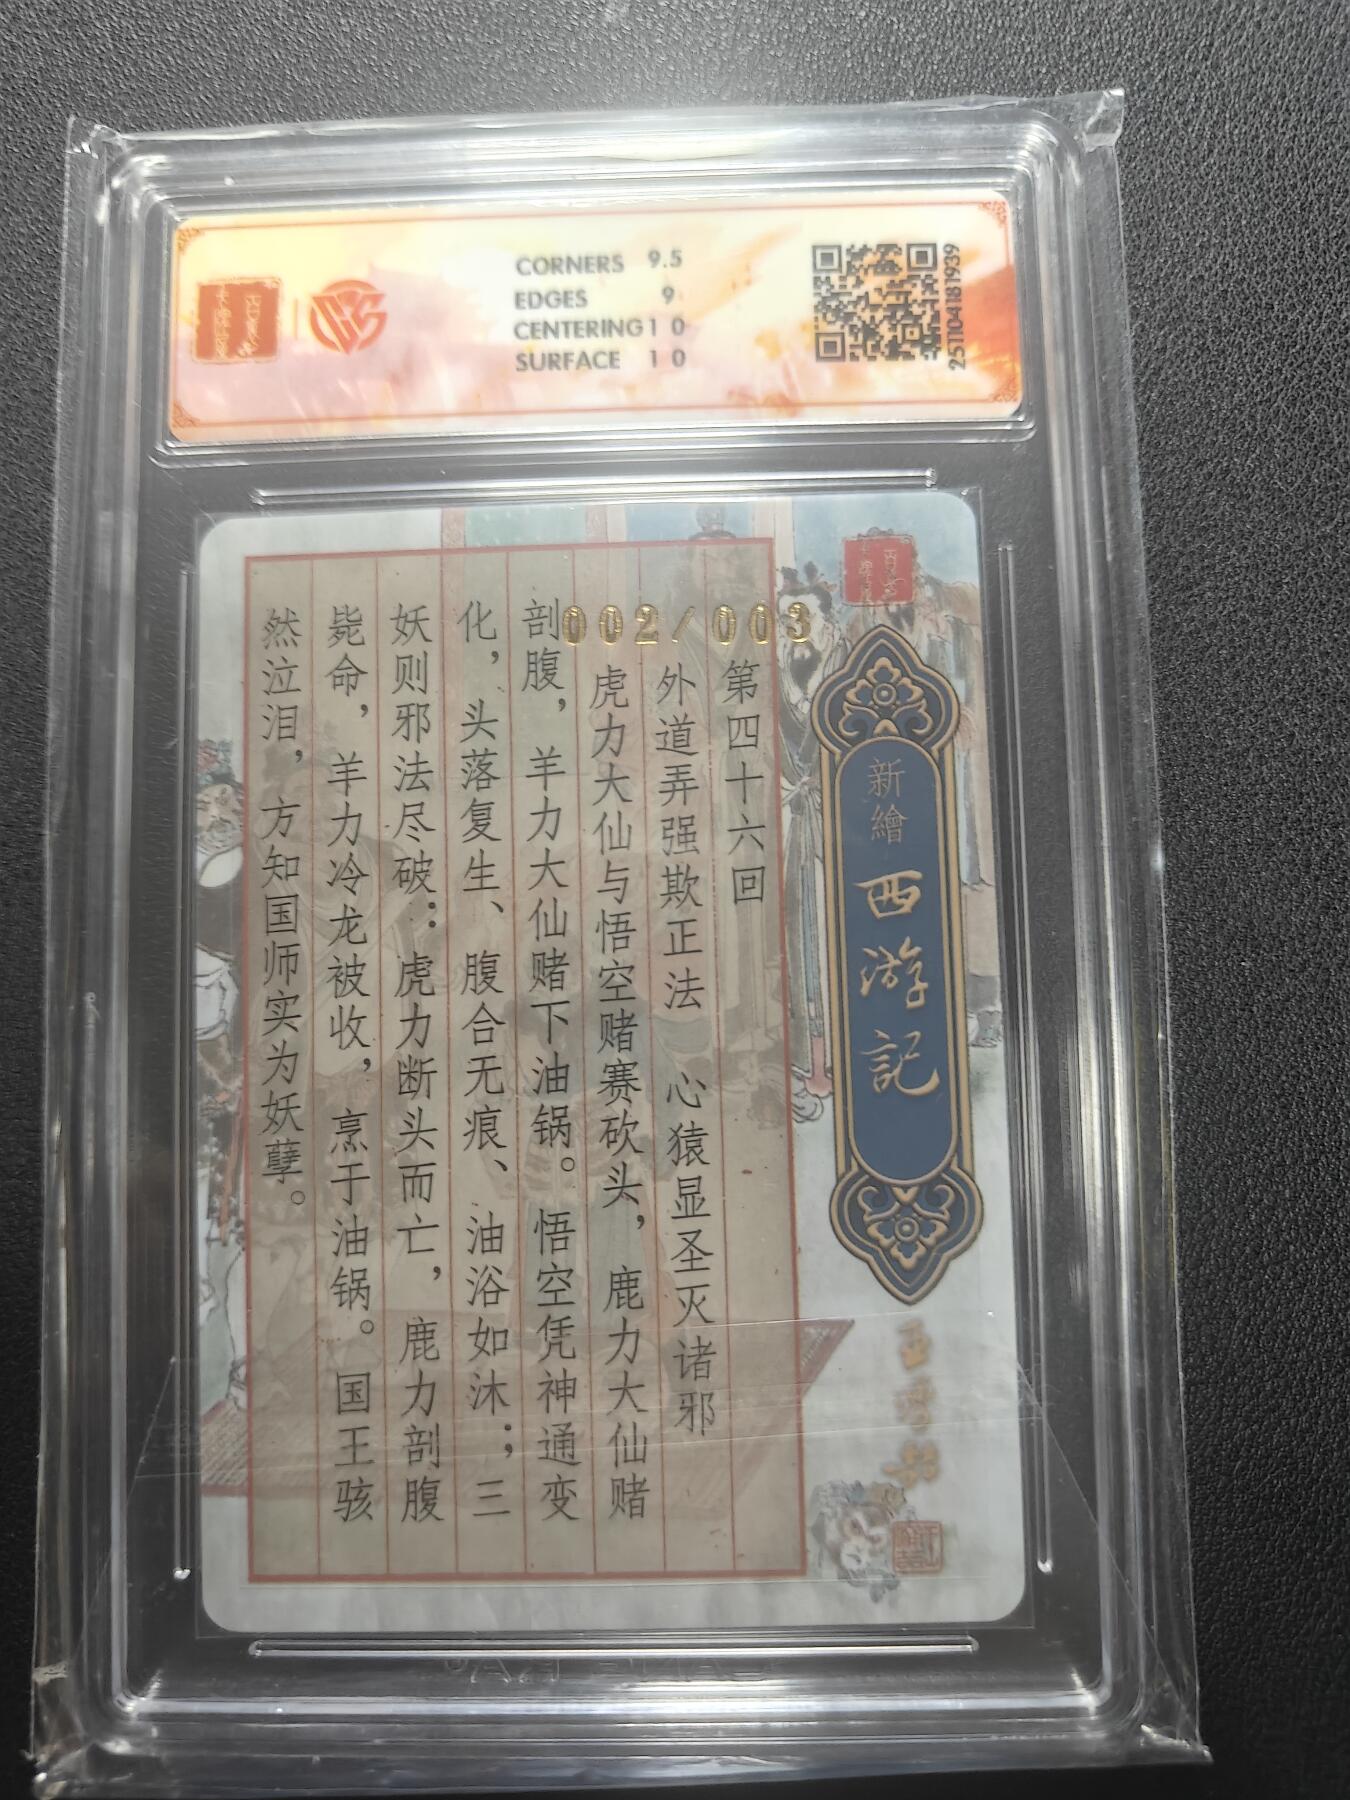 CORNERS 9.5
EDGES 9
CENTERING 10
SURFACE 10
251104181939
002/003
新繪
西游記
第四十六回
外道弄强欺正法 心猿显圣灭诸邪
虎力大仙与悟空赌赛砍头，鹿力大仙赌
剖腹，羊力大仙赌下油锅。悟空凭神通变
化，头落复生、腹合无痕、油浴如沐；三
妖则邪法尽破：虎力断头而亡，鹿力剖腹
毙命，羊力冷龙被收，烹于油锅。国王骇
然泣泪，方知国师实为妖孽。